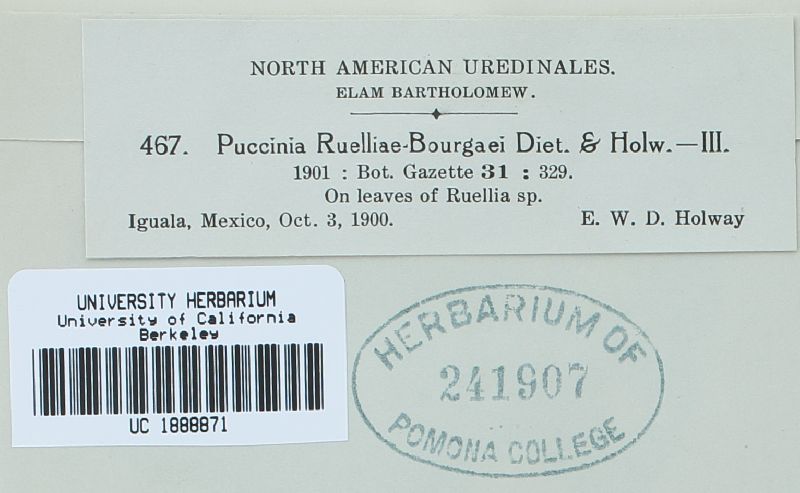 NORTH AMERICAN UREDINALES.
ELAM BARTHOLOMEW.
467. Puccinia Ruelliae-Bourgaei Diet. & Holw.—III.
1901 : Bot. Gazette 31 : 329.
On leaves of Ruellia sp.
Iguala, Mexico, Oct. 3, 1900. E. W. D. Holway
UNIVERSITY HERBARIUM
University of California
Berkeley
UC 1888871
HERBARIUM OF
241907
POMONA COLLEGE